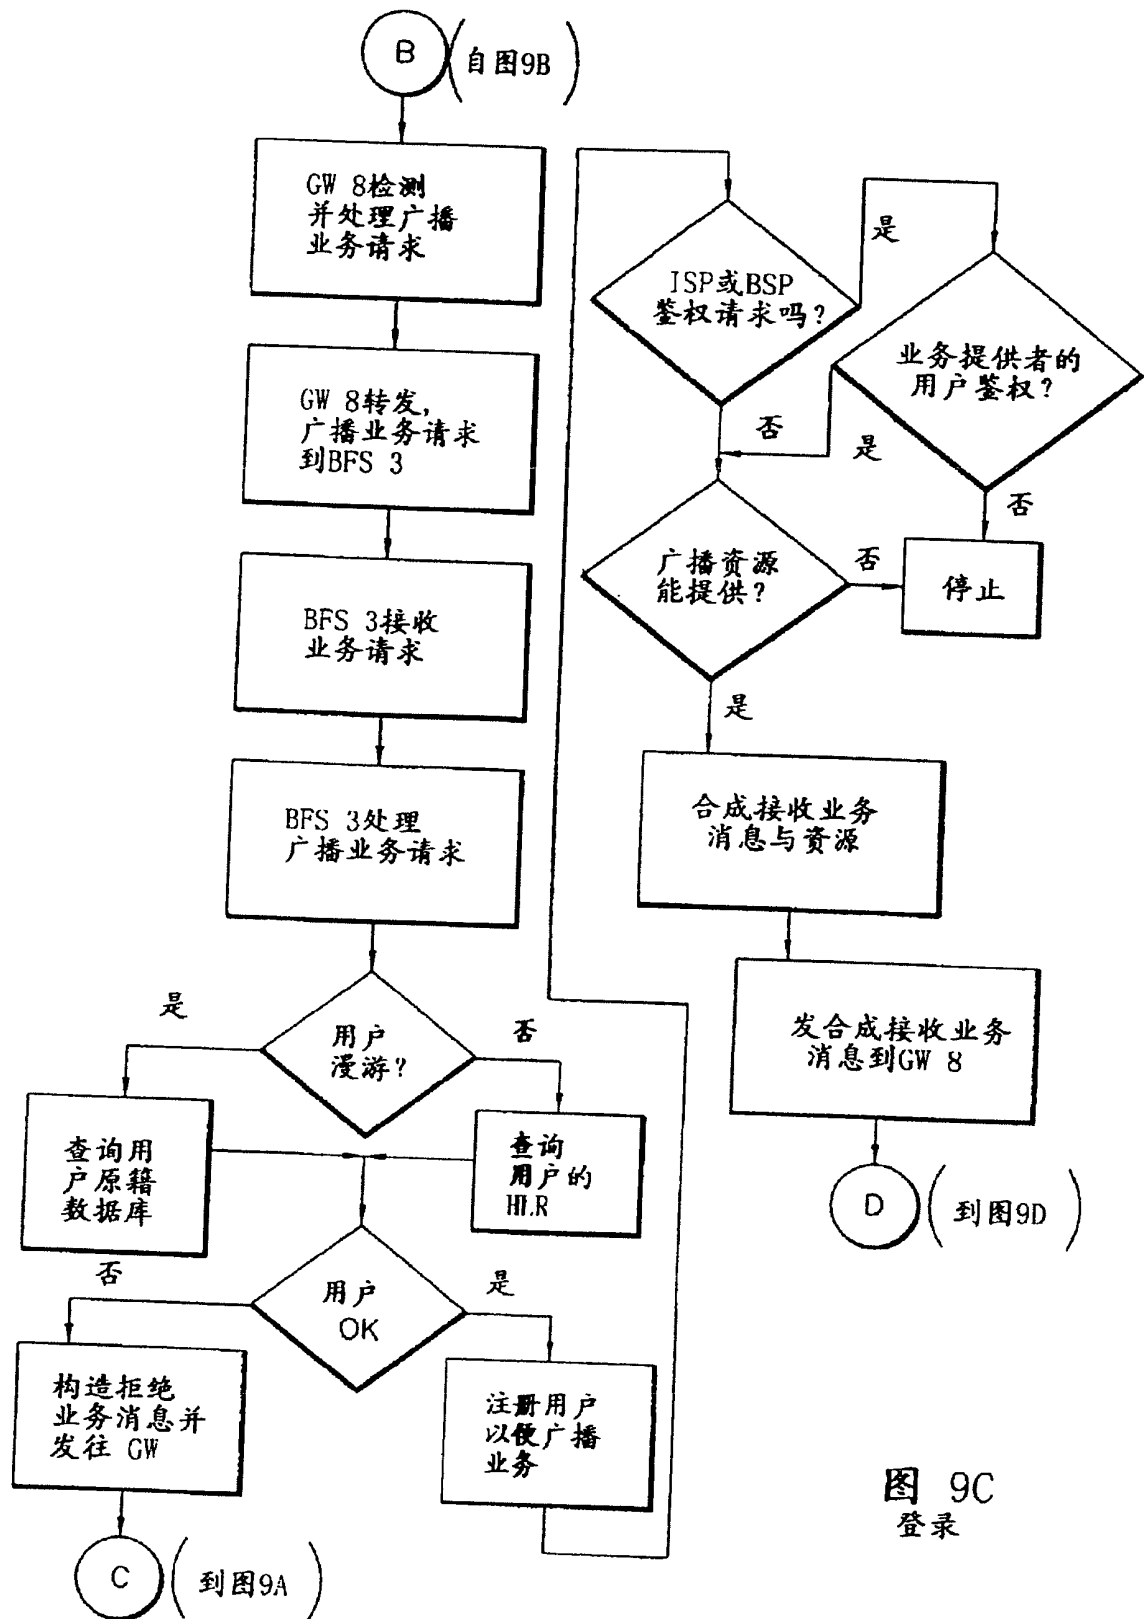 B
(自图9B)
GW 8检测
并处理广播
业务请求
GW 8转发,
广播业务请求
到BFS 3
BFS 3接收
业务请求
BFS 3处理
广播业务请求
用户
漫游?
是
否
查询用
户原籍
数据库
查询
用户的
HLR
用户
OK
否
是
构造拒绝
业务消息并
发往 GW
注册用户
以便广播
业务
C
(到图9A)
ISP或BSP
鉴权请求吗?
是
否
业务提供者的
用户鉴权?
是
否
广播资源
能提供?
否
停止
是
合成接收业务
消息与资源
发合成接收业务
消息到GW 8
D
(到图9D)
图 9C
登录